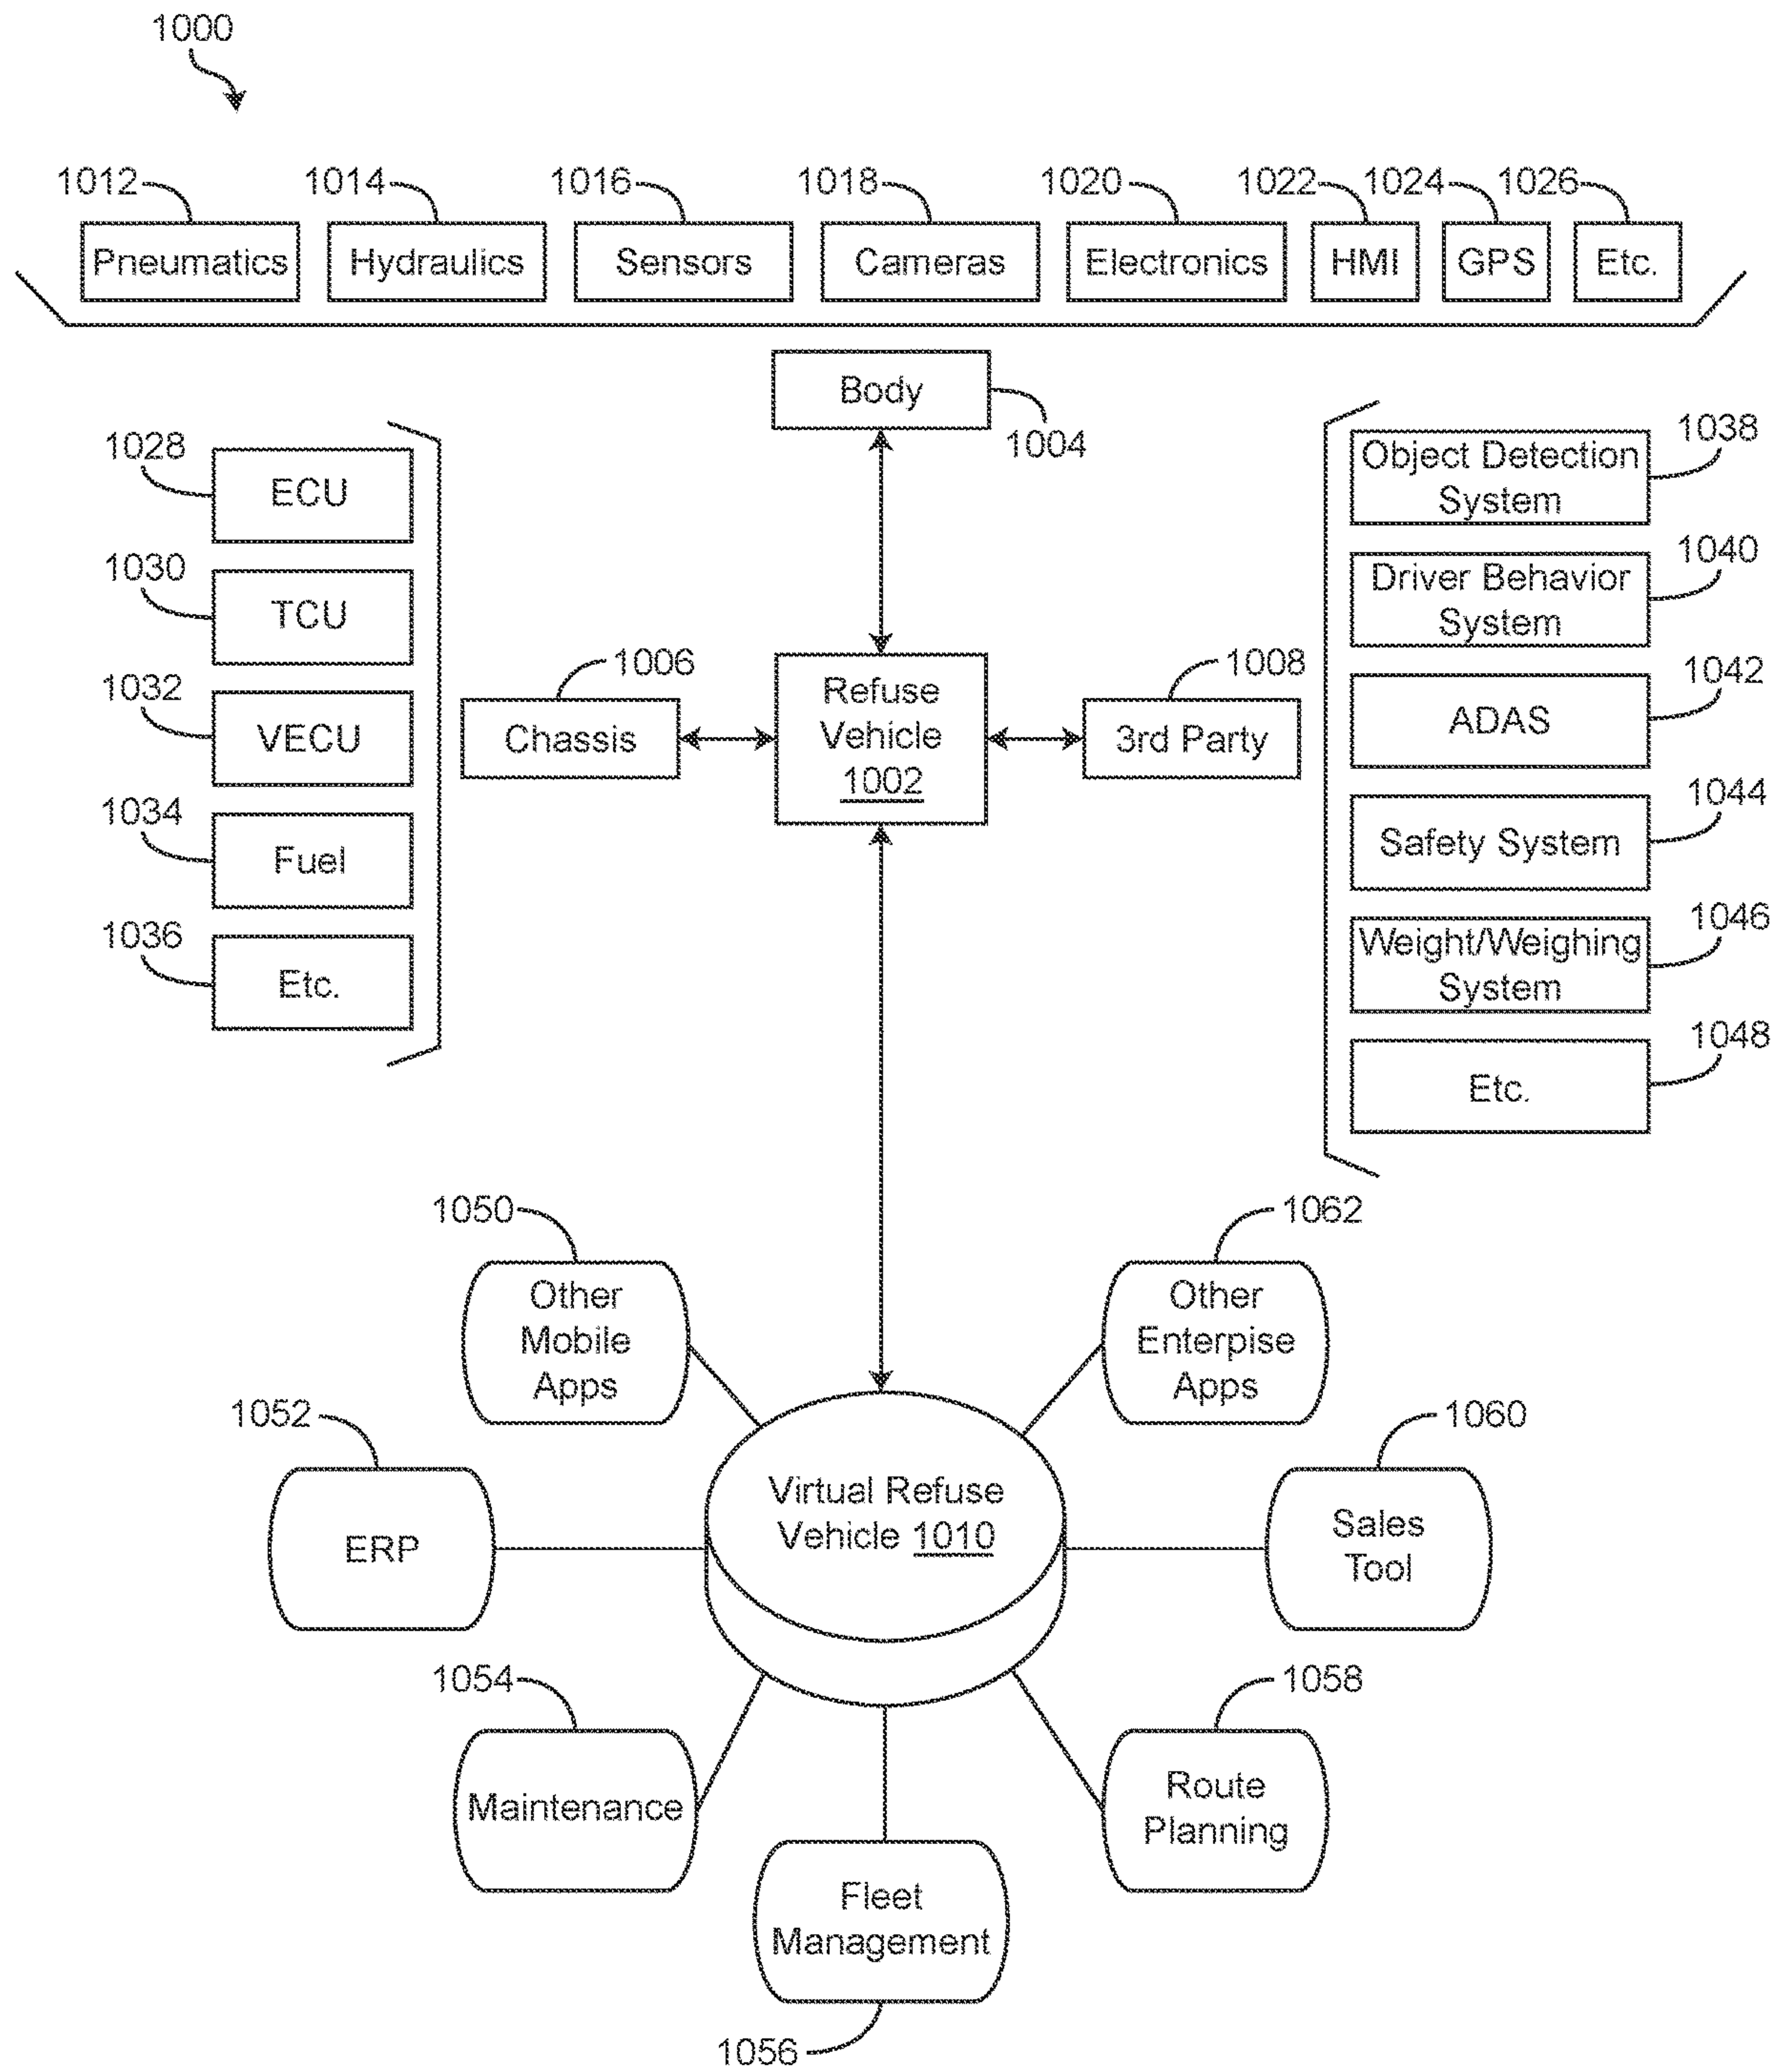 1000
1012
1014
1016
1018
1020
1022
1024
1026
Pneumatics
Hydraulics
Sensors
Cameras
Electronics
HMI
GPS
Etc.
Body
1004
1028
ECU
1030
TCU
1032
VECU
1034
Fuel
1036
Etc.
1006
Chassis
Refuse
Vehicle
1002
1008
3rd Party
1038
Object Detection
System
1040
Driver Behavior
System
1042
ADAS
1044
Safety System
1046
Weight/Weighing
System
1048
Etc.
1050
Other
Mobile
Apps
1062
Other
Enterpise
Apps
1052
ERP
Virtual Refuse
Vehicle 1010
1060
Sales
Tool
1054
Maintenance
1058
Route
Planning
Fleet
Management
1056